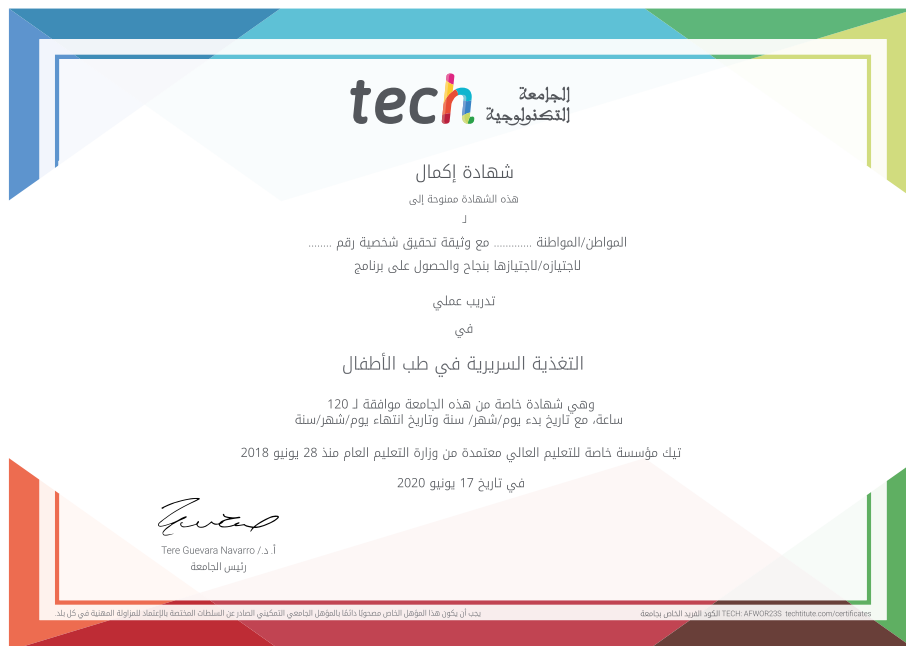 tech الجامعة
التكنولوجية
شهادة إكمال
هذه الشهادة ممنوحة إلى
لـ
المواطن/المواطنة ............. مع وثيقة تحقيق شخصية رقم ........
لاجتيازه/لاجتيازها بنجاح والحصول على برنامج
تدريب عملي
في
التغذية السريرية في طب الأطفال
وهي شهادة خاصة من هذه الجامعة موافقة لـ 120
ساعة، مع تاريخ بدء يوم/شهر/ سنة وتاريخ انتهاء يوم/شهر/سنة
تيك مؤسسة خاصة للتعليم العالي معتمدة من وزارة التعليم العام منذ 28 يونيو 2018
في تاريخ 17 يونيو 2020
أ.د./ Tere Guevara Navarro
رئيس الجامعة
يجب أن يكون هذا المؤهل الخاص مصحوبًا دائمًا بالمؤهل الجامعي التمكيني الصادر عن السلطات المختصة بالإعتماد للمزاولة المهنية في كل بلد.
الكود الفريد الخاص بجامعة TECH: AFWOR23S techtitute.com/certificates